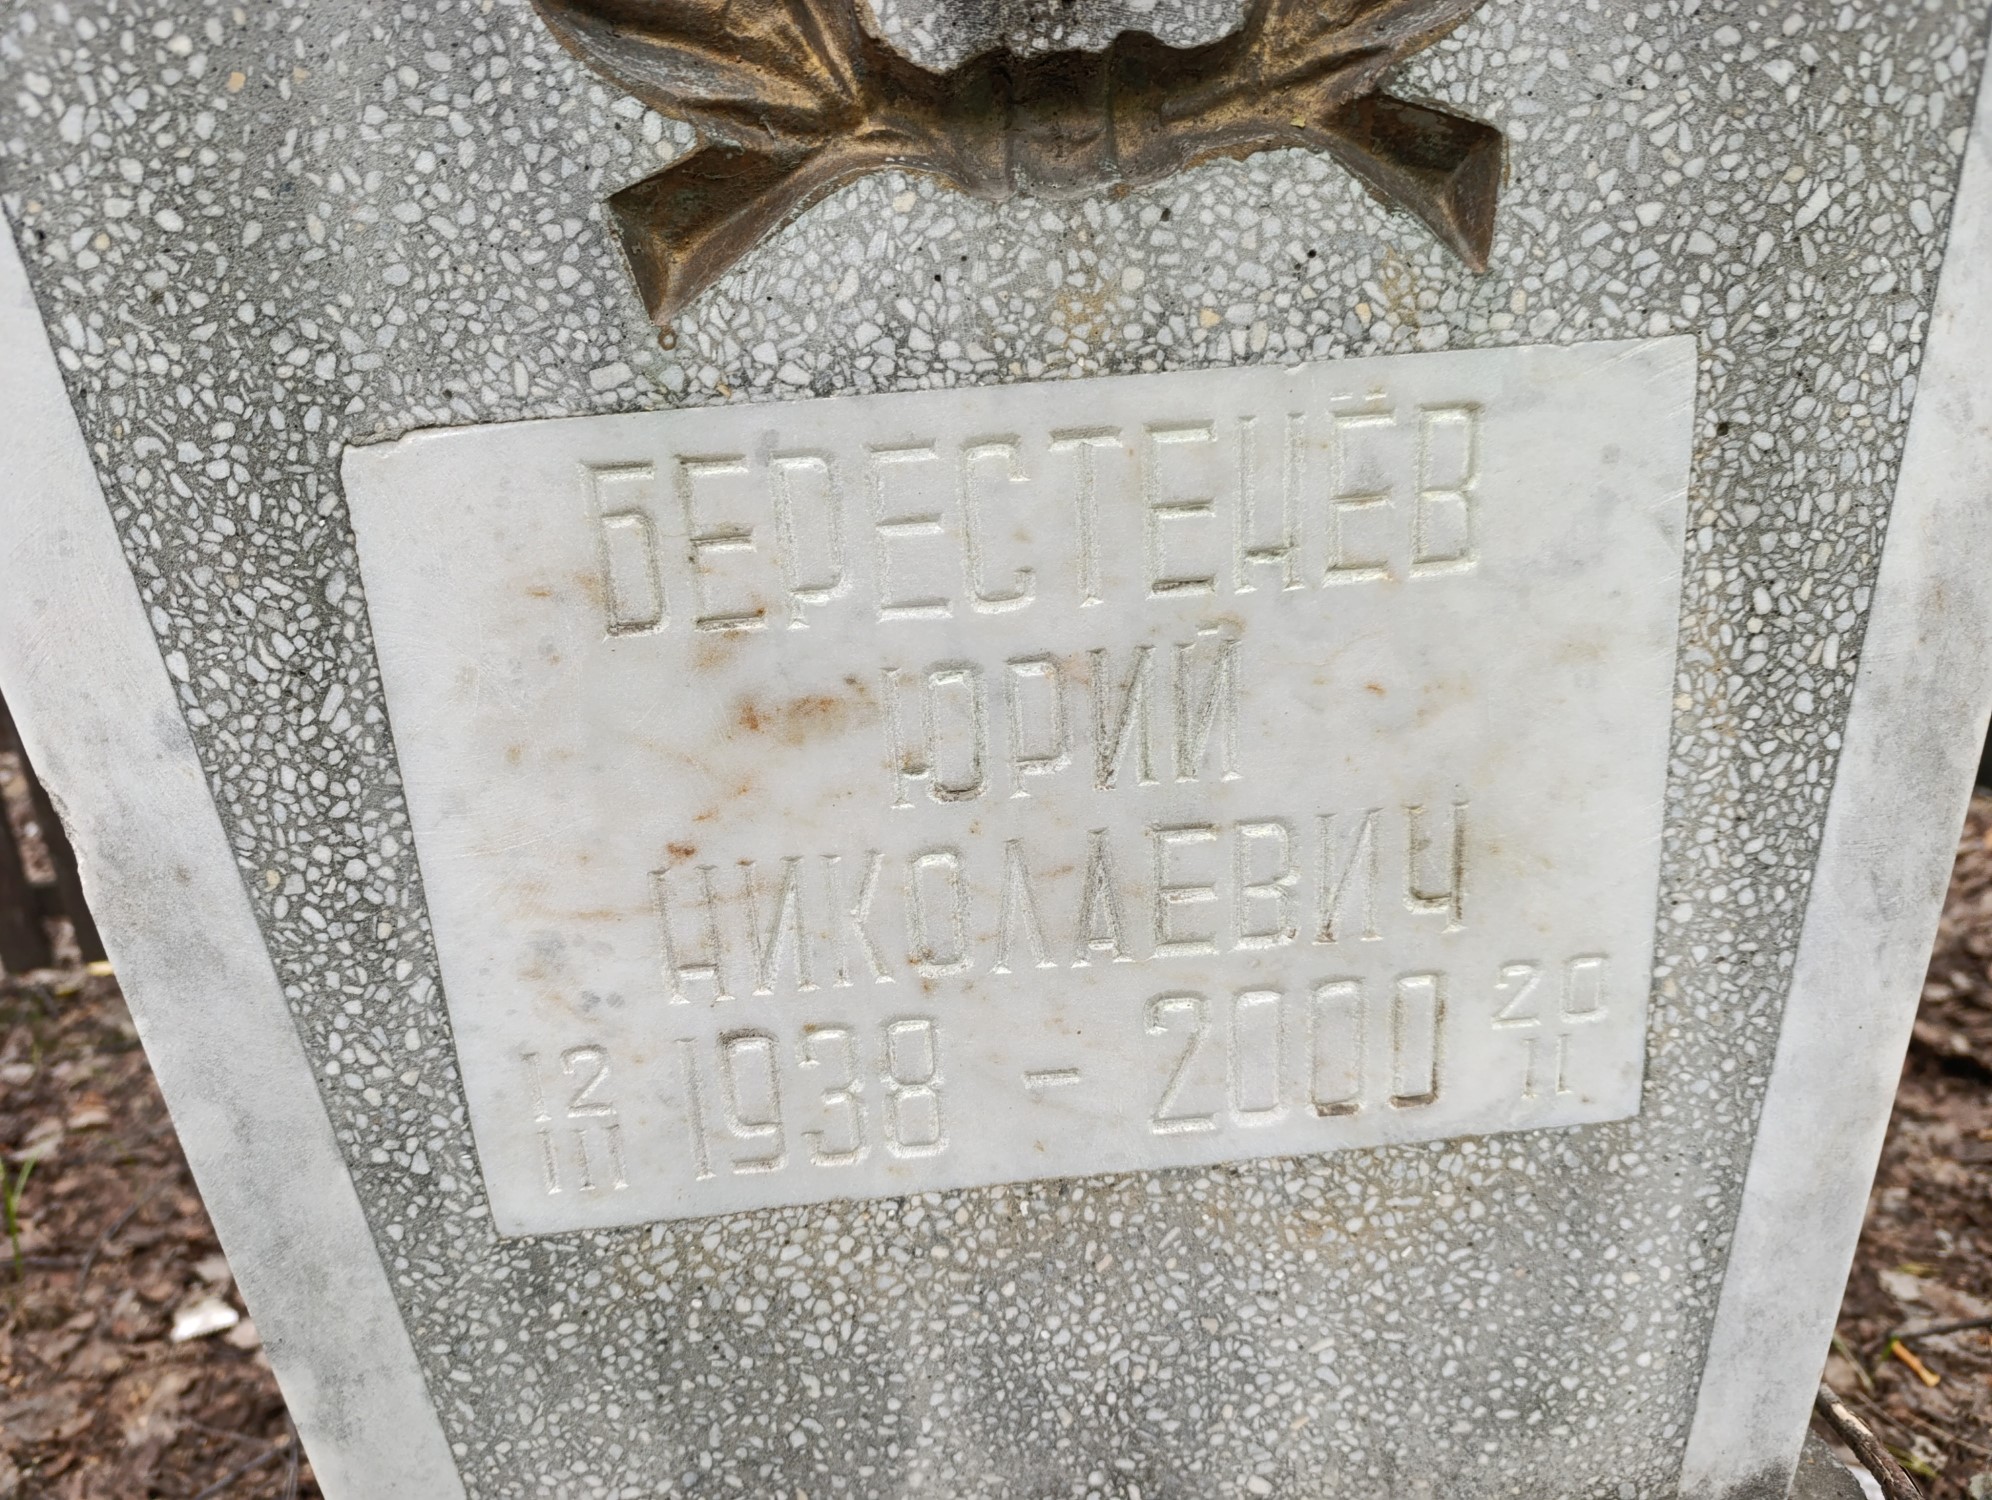 БЕРЕСТЕНЁВ
ЮРИЙ
НИКОЛАЕВИЧ
12 1938 - 2000 20
III II